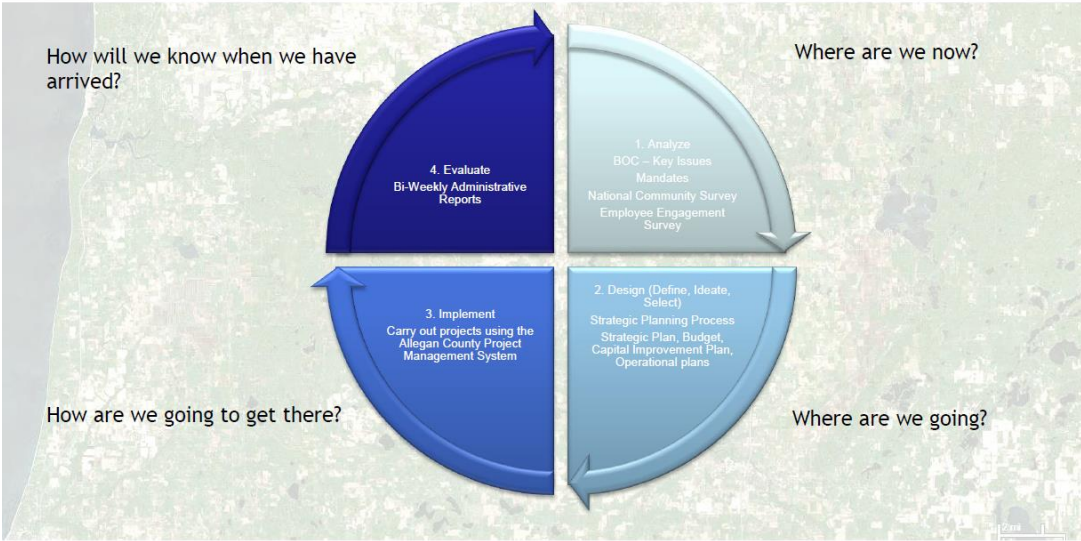 How will we know when we have
arrived?
Where are we now?
1. Analyze
BOC – Key Issues
Mandates
National Community Survey
Employee Engagement
Survey
4. Evaluate
Bi-Weekly Administrative
Reports
2. Design (Define, Ideate,
Select)
Strategic Planning Process
Strategic Plan, Budget,
Capital Improvement Plan,
Operational plans
3. Implement
Carry out projects using the
Allegan County Project
Management System
How are we going to get there?
Where are we going?